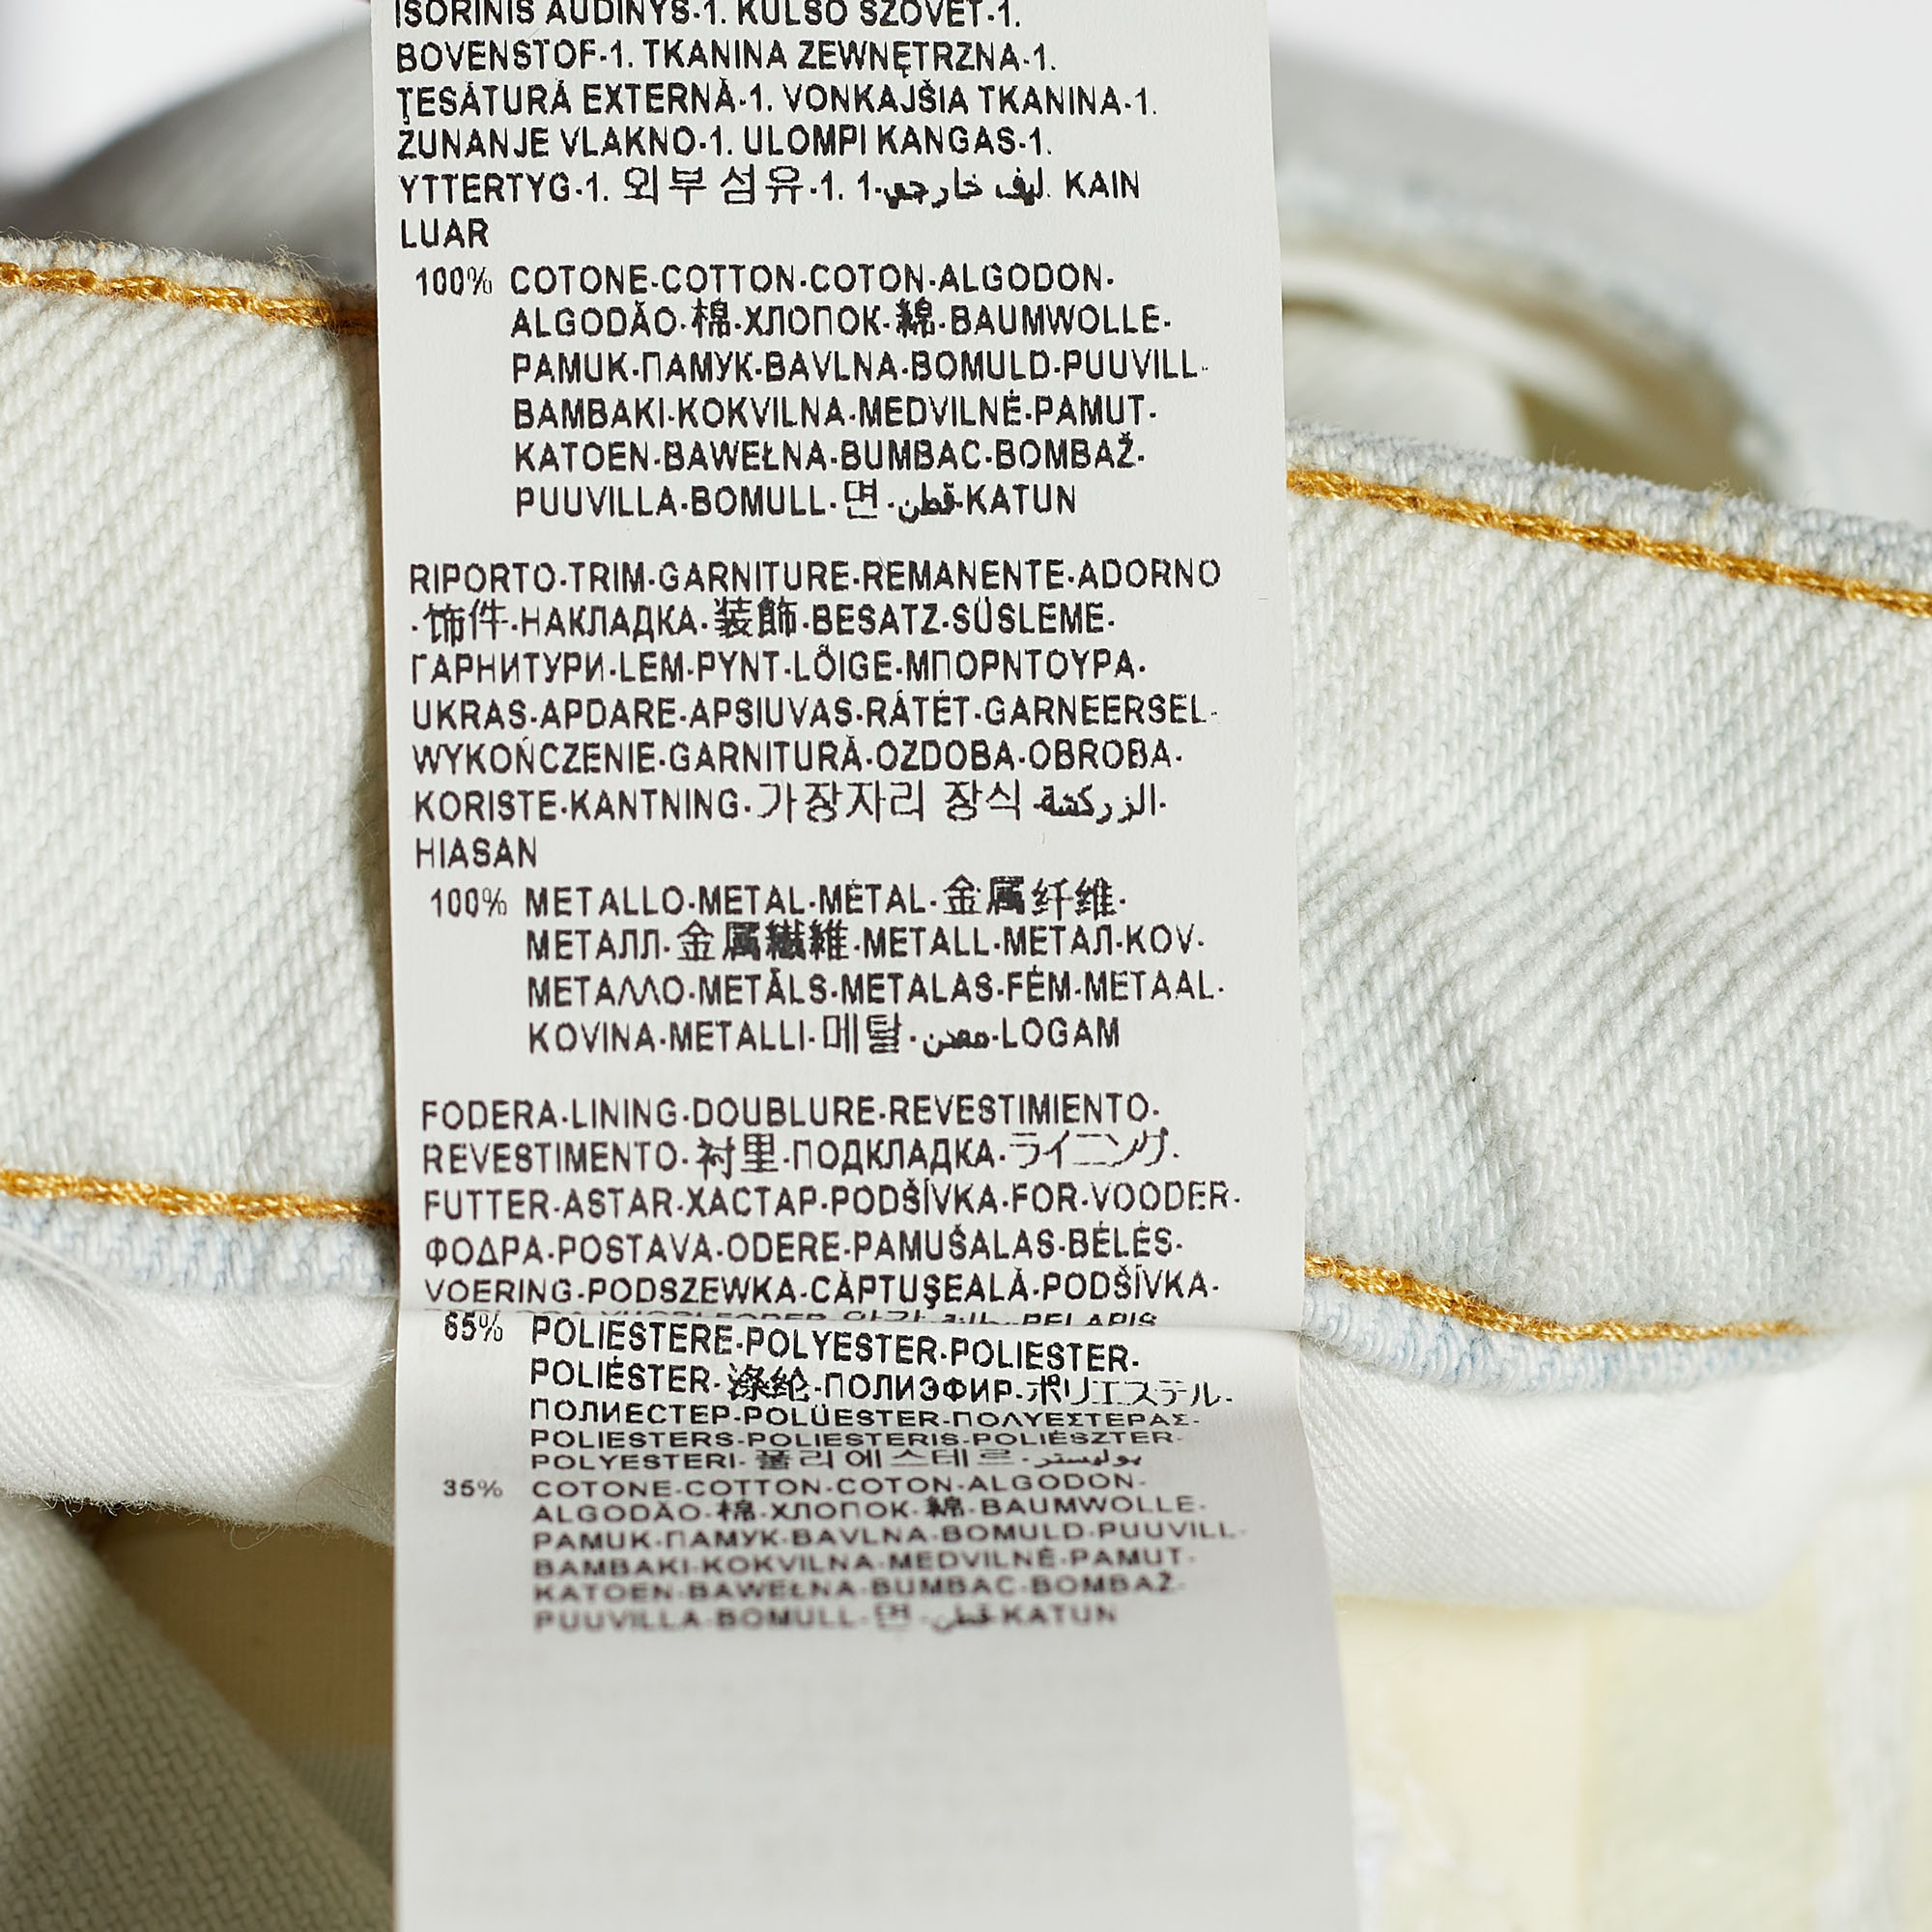 IŠORINIS AUDINYS-1. KÜLSŐ SZÖVET-1.
BOVENSTOF-1. TKANINA ZEWNĘTRZNA-1.
ŢESĂTURĂ EXTERNĂ-1. VONKAJŠIA TKANINA-1.
ZUNANJE VLAKNO-1. ULOMPI KANGAS-1.
YTTERTYG-1. 외부 섬유-1. ليف خارجي-1. KAIN
LUAR
100% COTONE-COTTON-COTON-ALGODON-
ALGODÃO-棉-ХЛОПОК-綿-BAUMWOLLE-
PAMUK-ПАМУК-BAVLNA-BOMULD-PUUVILL-
BAMBAKI-KOKVILNA-MEDVILNĖ-PAMUT-
KATOEN-BAWEŁNA-BUMBAC-BOMBAŽ-
PUUVILLA-BOMULL-면-قطن-KATUN
RIPORTO-TRIM-GARNITURE-REMANENTE-ADORNO
-饰件-НАКЛАДКА-装飾-BESATZ-SÜSLEME-
ГАРНИТУРИ-LEM-PYNT-LÕIGE-ΜΠΟΡΝΤΟΥΡΑ-
UKRAS-APDARE-APSIUVAS-RÁTÉT-GARNEERSEL-
WYKOŃCZENIE-GARNITURĂ-OZDOBA-OBROBA-
KORISTE-KANTNING-가장자리 장식-الزركشة-
HIASAN
100% METALLO-METAL-MÉTAL-金属纤维-
МЕТАЛЛ-金属繊維-METALL-МЕТАЛ-KOV-
ΜΕΤΑΛΛΟ-METĀLS-METALAS-FÉM-METAAL-
KOVINA-METALLI-메탈-معدن-LOGAM
FODERA-LINING-DOUBLURE-REVESTIMIENTO-
REVESTIMENTO-衬里-ПОДКЛАДКА-ライニング-
FUTTER-ASTAR-ХАСТАР-PODŠÍVKA-FOR-VOODER-
ΦΟΔΡΑ-POSTAVA-ODERE-PAMUŠALAS-BÉLÉS-
VOERING-PODSZEWKA-CĂPTUŞEALĂ-PODŠÍVKA-
65% POLIESTERE-POLYESTER-POLIESTER-
POLIÉSTER-涤纶-ПОЛИЭФИР-ポリエステル-
ПОЛИЕСТЕР-POLÜESTER-ΠΟΛΥΕΣΤΕΡΑΣ-
POLIESTERS-POLIESTERIS-POLIÉSZTER-
POLYESTERI-폴리에스테르-بوليستر
35% COTONE-COTTON-COTON-ALGODON-
ALGODÃO-棉-ХЛОПОК-綿-BAUMWOLLE-
PAMUK-ПАМУК-BAVLNA-BOMULD-PUUVILL-
BAMBAKI-KOKVILNA-MEDVILNĖ-PAMUT-
KATOEN-BAWEŁNA-BUMBAC-BOMBAŽ-
PUUVILLA-BOMULL-면-قطن-KATUN